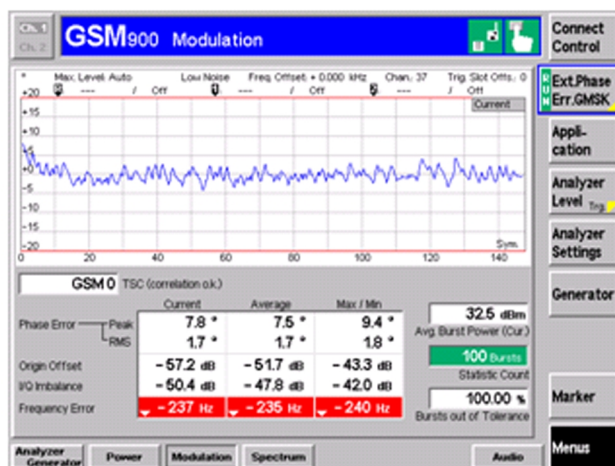 Ch. 1
Ch. 2
GSM900 Modulation
Connect Control
Max. Level: Auto Low Noise Freq. Offset: + 0.000 kHz Chan.: 37 Trig. Slot Offs.: 0
--- / Off --- / Off --- / Off
Current
+20
+15
+10
+5
+0
-5
-10
-15
-20
0 20 40 60 80 100 120 140
Sym.
RUN
Ext.Phase Err.GMSK
Appli-
cation
Analyzer
Level Trg.
Analyzer
Settings
Generator
Marker
Menus
GSM 0 TSC (correlation o.k.)
Current Average Max / Min
Phase Error Peak 7.8 ° 7.5 ° 9.4 °
RMS 1.7 ° 1.7 ° 1.8 °
Origin Offset - 57.2 dB - 51.7 dB - 43.3 dB
I/Q Imbalance - 50.4 dB - 47.8 dB - 42.0 dB
Frequency Error - 237 Hz - 235 Hz - 240 Hz
32.5 dBm
Avg. Burst Power (Cur.)
100 Bursts
Statistic Count
100.00 %
Bursts out of Tolerance
Analyzer
Generator
Power
Modulation
Spectrum
Audio